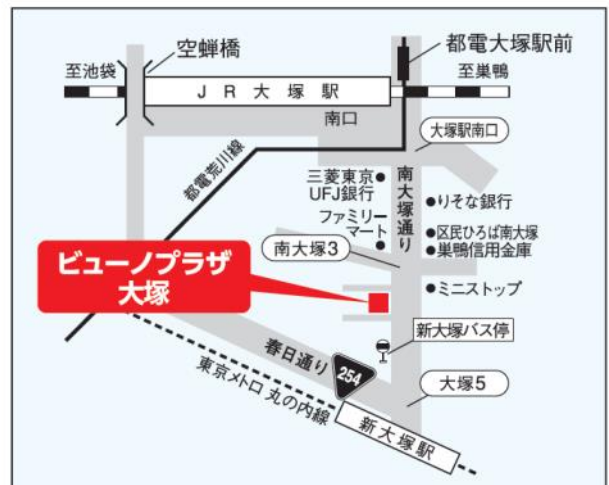 空蝉橋
都電大塚駅前
至池袋
至巣鴨
JR大塚駅
南口
大塚駅南口
都電荒川線
三菱東京
UFJ銀行
南大塚通り
りそな銀行
ファミリー
マート
区民ひろば南大塚
巣鴨信用金庫
南大塚3
ビューノプラザ
大塚
ミニストップ
新大塚バス停
春日通り
254
東京メトロ 丸の内線
大塚5
新大塚駅